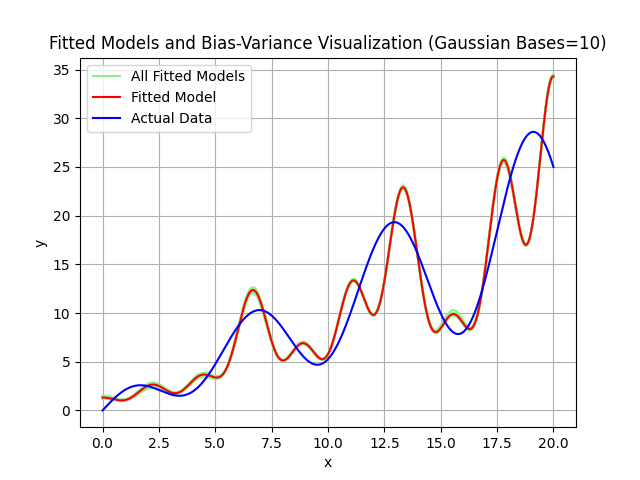 Fitted Models and Bias-Variance Visualization (Gaussian Bases=10)
All Fitted Models
Fitted Model
Actual Data
35
30
25
20
15
10
5
0
y
0.0 2.5 5.0 7.5 10.0 12.5 15.0 17.5 20.0
x